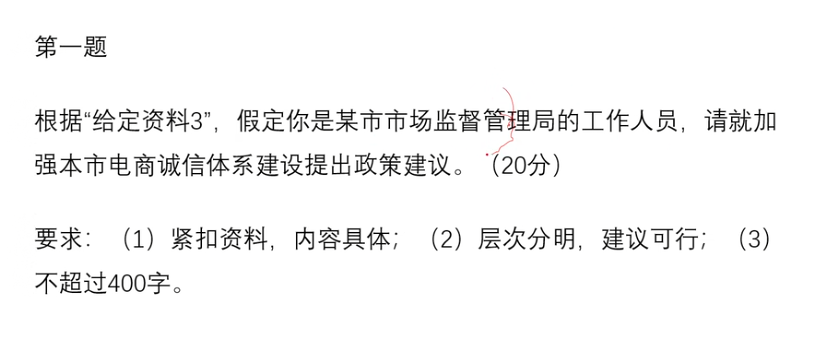 第一题
根据“给定资料3”，假定你是某市市场监督管理局的工作人员，请就加
强本市电商诚信体系建设提出政策建议。（20分）
要求：（1）紧扣资料，内容具体；（2）层次分明，建议可行；（3）
不超过400字。